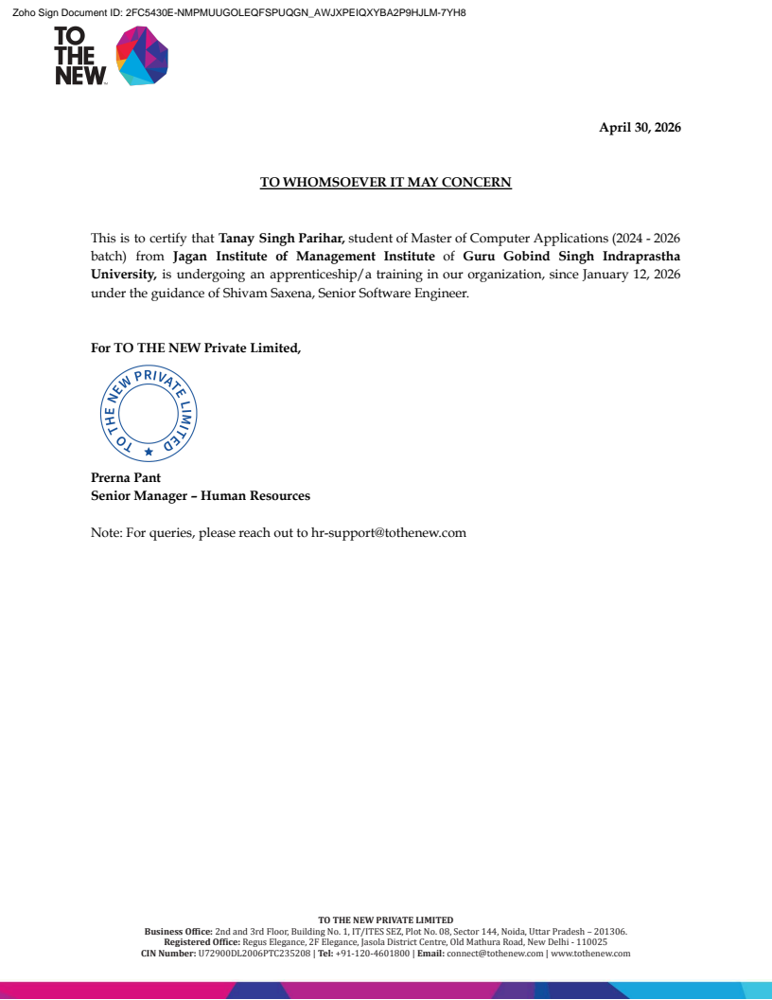 Zoho Sign Document ID: 2FC5430E-NMPMUUGOLEQFSPUQGN_AWJXPEIQXYBA2P9HJLM-7YH8
TO
THE
NEW™
April 30, 2026
TO WHOMSOEVER IT MAY CONCERN
This is to certify that Tanay Singh Parihar, student of Master of Computer Applications (2024 - 2026
batch) from Jagan Institute of Management Institute of Guru Gobind Singh Indraprastha
University, is undergoing an apprenticeship/a training in our organization, since January 12, 2026
under the guidance of Shivam Saxena, Senior Software Engineer.
For TO THE NEW Private Limited,
TO THE NEW PRIVATE LIMITED
Prerna Pant
Senior Manager – Human Resources
Note: For queries, please reach out to hr-support@tothenew.com
TO THE NEW PRIVATE LIMITED
Business Office: 2nd and 3rd Floor, Building No. 1, IT/ITES SEZ, Plot No. 08, Sector 144, Noida, Uttar Pradesh – 201306.
Registered Office: Regus Elegance, 2F Elegance, Jasola District Centre, Old Mathura Road, New Delhi - 110025
CIN Number: U72900DL2006PTC235208 | Tel: +91-120-4601800 | Email: connect@tothenew.com | www.tothenew.com